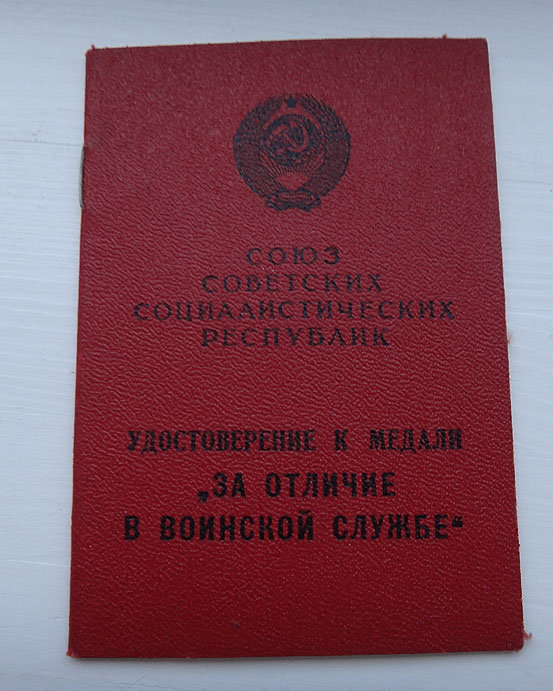 СОЮЗ
СОВЕТСКИХ
СОЦИАЛИСТИЧЕСКИХ
РЕСПУБЛИК
УДОСТОВЕРЕНИЕ К МЕДАЛИ
„ЗА ОТЛИЧИЕ
В ВОИНСКОЙ СЛУЖБЕ“